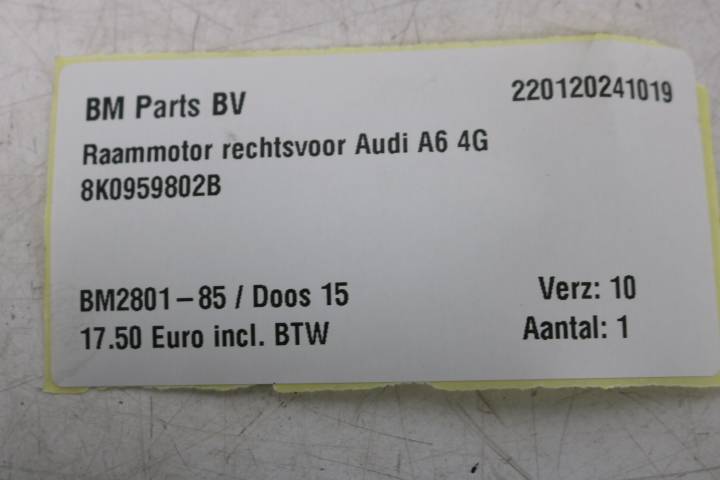 BM Parts BV 220120241019
Raammotor rechtsvoor Audi A6 4G
8K0959802B
BM2801-85 / Doos 15 Verz: 10
17.50 Euro incl. BTW Aantal: 1